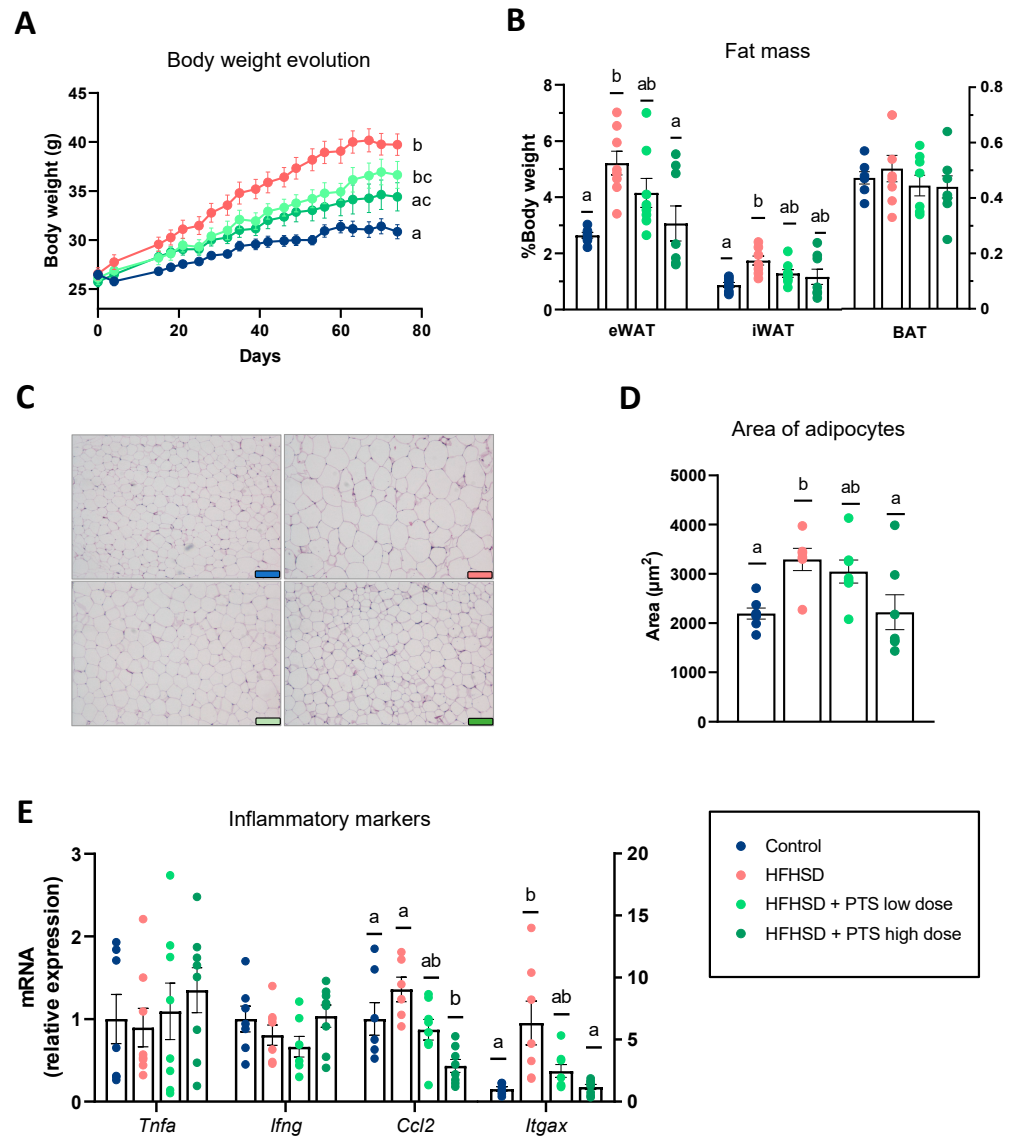 A
Body weight evolution
Body weight (g)
45
40
35
30
25
b
bc
ac
a
0
20
40
60
80
Days
B
Fat mass
%Body weight
8
6
4
2
0
a
b
ab
a
a
b
ab
ab
0.8
0.6
0.4
0.2
0
eWAT
iWAT
BAT
C
D
Area of adipocytes
Area (µm²)
5000
4000
3000
2000
1000
0
a
b
ab
a
E
Inflammatory markers
mRNA
(relative expression)
3
2
1
0
a
a
ab
b
a
b
ab
a
20
15
10
5
0
Tnfa
Ifng
Ccl2
Itgax
Control
HFHSD
HFHSD + PTS low dose
HFHSD + PTS high dose